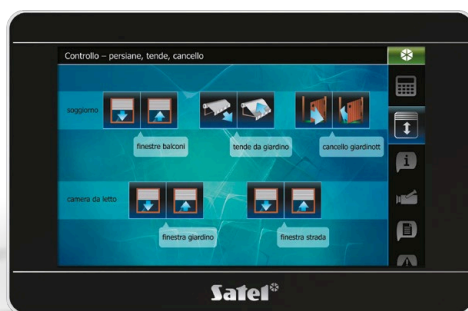 Controllo – persiane, tende, cancello
soggiorno
finestre balconi
tende da giardino
cancello giardinott
camera da letto
finestra giardino
finestra strada
Satel